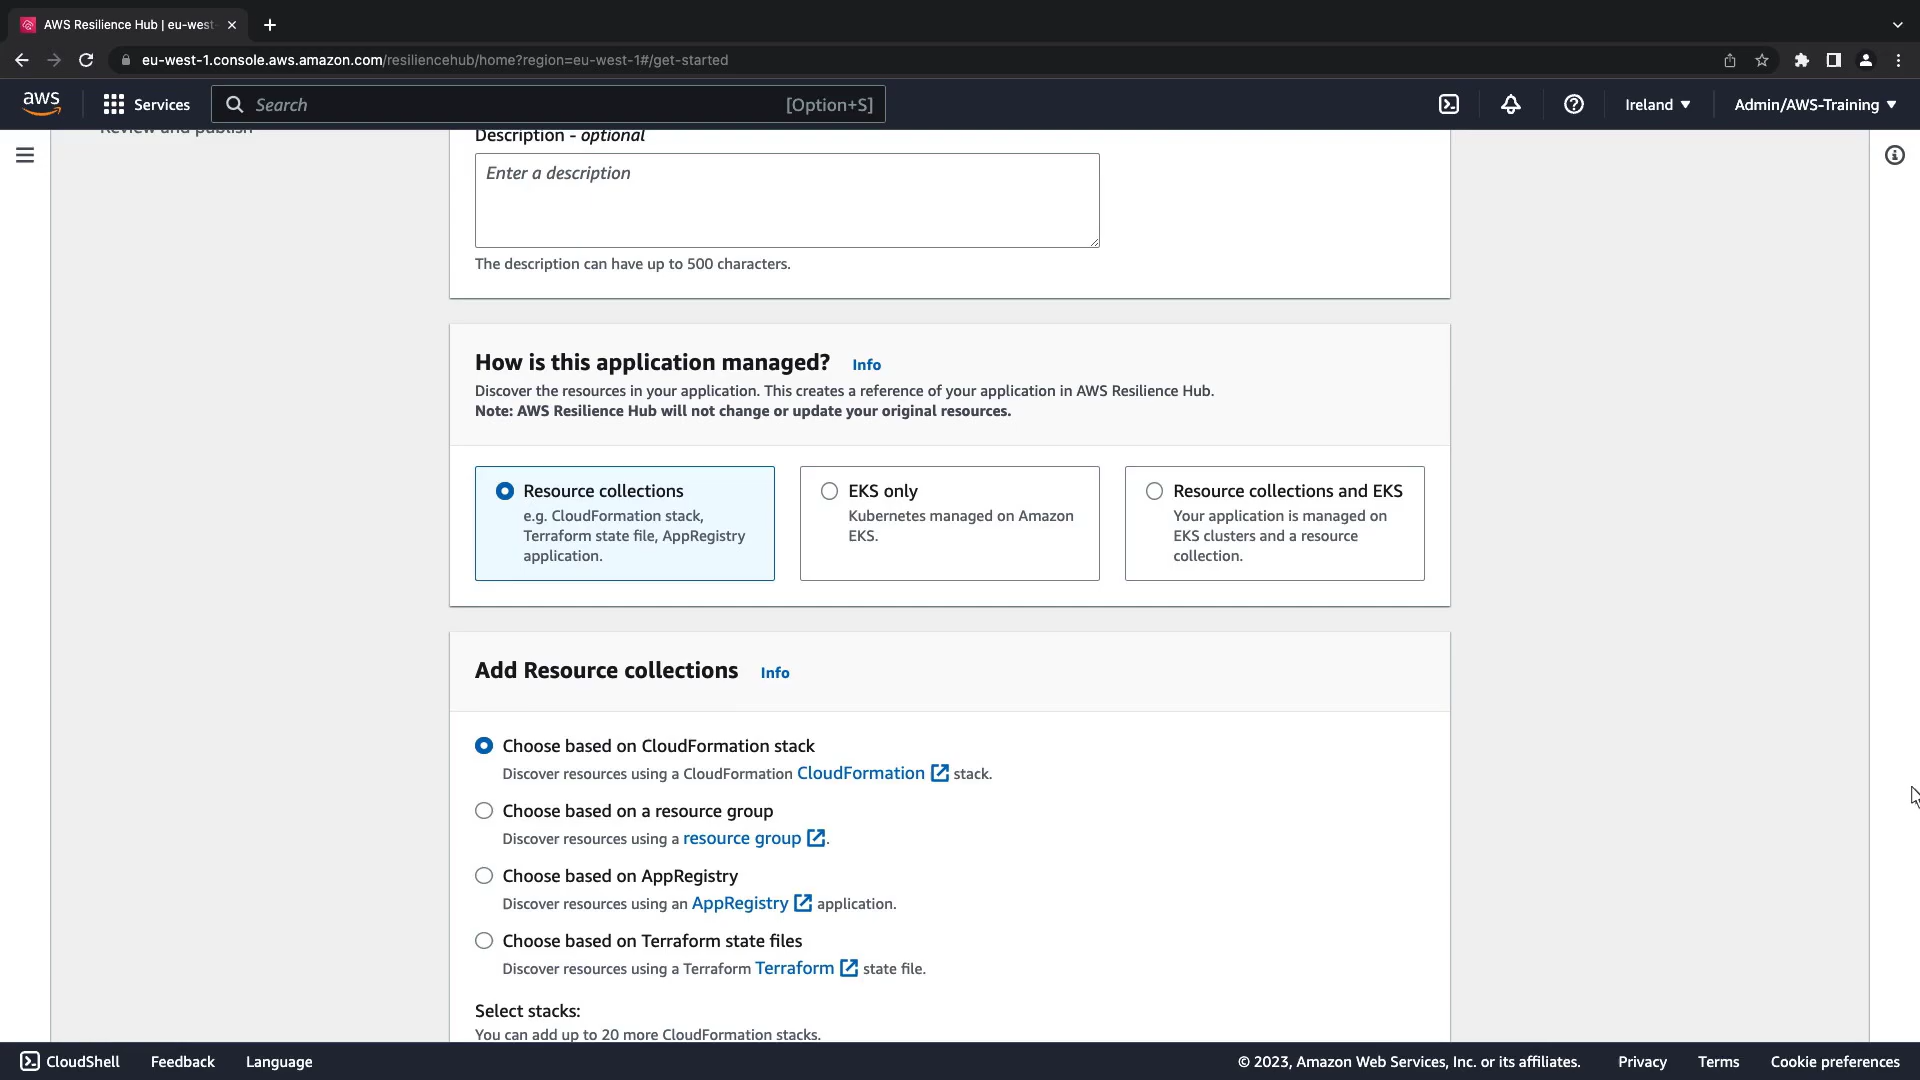 AWS Resilience Hub | eu-west-
eu-west-1.console.aws.amazon.com/resiliencehub/home?region=eu-west-1#/get-started
aws
Services
Search
[Option+S]
Ireland ▼
Admin/AWS-Training ▼
Review and publish
Description - optional
Enter a description
The description can have up to 500 characters.
How is this application managed? Info
Discover the resources in your application. This creates a reference of your application in AWS Resilience Hub.
Note: AWS Resilience Hub will not change or update your original resources.
Resource collections
e.g. CloudFormation stack,
Terraform state file, AppRegistry
application.
EKS only
Kubernetes managed on Amazon
EKS.
Resource collections and EKS
Your application is managed on
EKS clusters and a resource
collection.
Add Resource collections Info
Choose based on CloudFormation stack
Discover resources using a CloudFormation CloudFormation stack.
Choose based on a resource group
Discover resources using a resource group.
Choose based on AppRegistry
Discover resources using an AppRegistry application.
Choose based on Terraform state files
Discover resources using a Terraform Terraform state file.
Select stacks:
You can add up to 20 more CloudFormation stacks.
CloudShell
Feedback
Language
© 2023, Amazon Web Services, Inc. or its affiliates.
Privacy
Terms
Cookie preferences